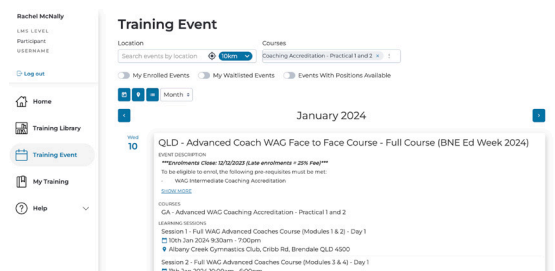 Rachel McNally
LMS LEVEL
Participant
USERNAME
Log out
Home
Training Library
Training Event
My Training
Help
Training Event
Location
Courses
Search events by location
10km
Coaching Accreditation - Practical 1 and 2 ×
My Enrolled Events
My Waitlisted Events
Events With Positions Available
Month
January 2024
Wed
10
QLD - Advanced Coach WAG Face to Face Course - Full Course (BNE Ed Week 2024)
EVENT DESCRIPTION
***Enrolments Close: 12/12/2023 (Late enrolments = 25% Fee)***
To be eligible to enrol, the following pre-requisites must be met:
· WAG Intermediate Coaching Accreditation
SHOW MORE
COURSES
GA - Advanced WAG Coaching Accreditation - Practical 1 and 2
LEARNING SESSIONS
Session 1 - Full WAG Advanced Coaches Course (Modules 1 & 2) - Day 1
10th Jan 2024 9:30am - 7:00pm
Albany Creek Gymnastics Club, Cribb Rd, Brendale QLD 4500
Session 2 - Full WAG Advanced Coaches Course (Modules 3 & 4) - Day 1